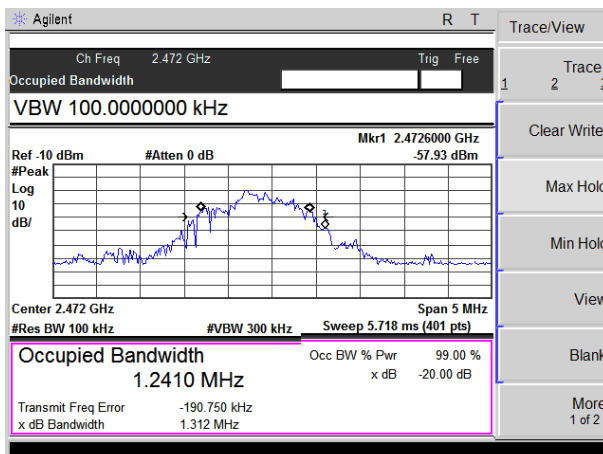 Agilent R T
Ch Freq 2.472 GHz Trig Free
Occupied Bandwidth
VBW 100.0000000 kHz
Mkr1 2.4726000 GHz
Ref -10 dBm #Atten 0 dB -57.93 dBm
#Peak
Log
10
dB/
Center 2.472 GHz Span 5 MHz
#Res BW 100 kHz #VBW 300 kHz Sweep 5.718 ms (401 pts)
Occupied Bandwidth Occ BW % Pwr 99.00 %
1.2410 MHz x dB -20.00 dB
Transmit Freq Error -190.750 kHz
x dB Bandwidth 1.312 MHz
Trace/View
Trace
1 2
Clear Write
Max Hold
Min Hold
View
Blank
More
1 of 2